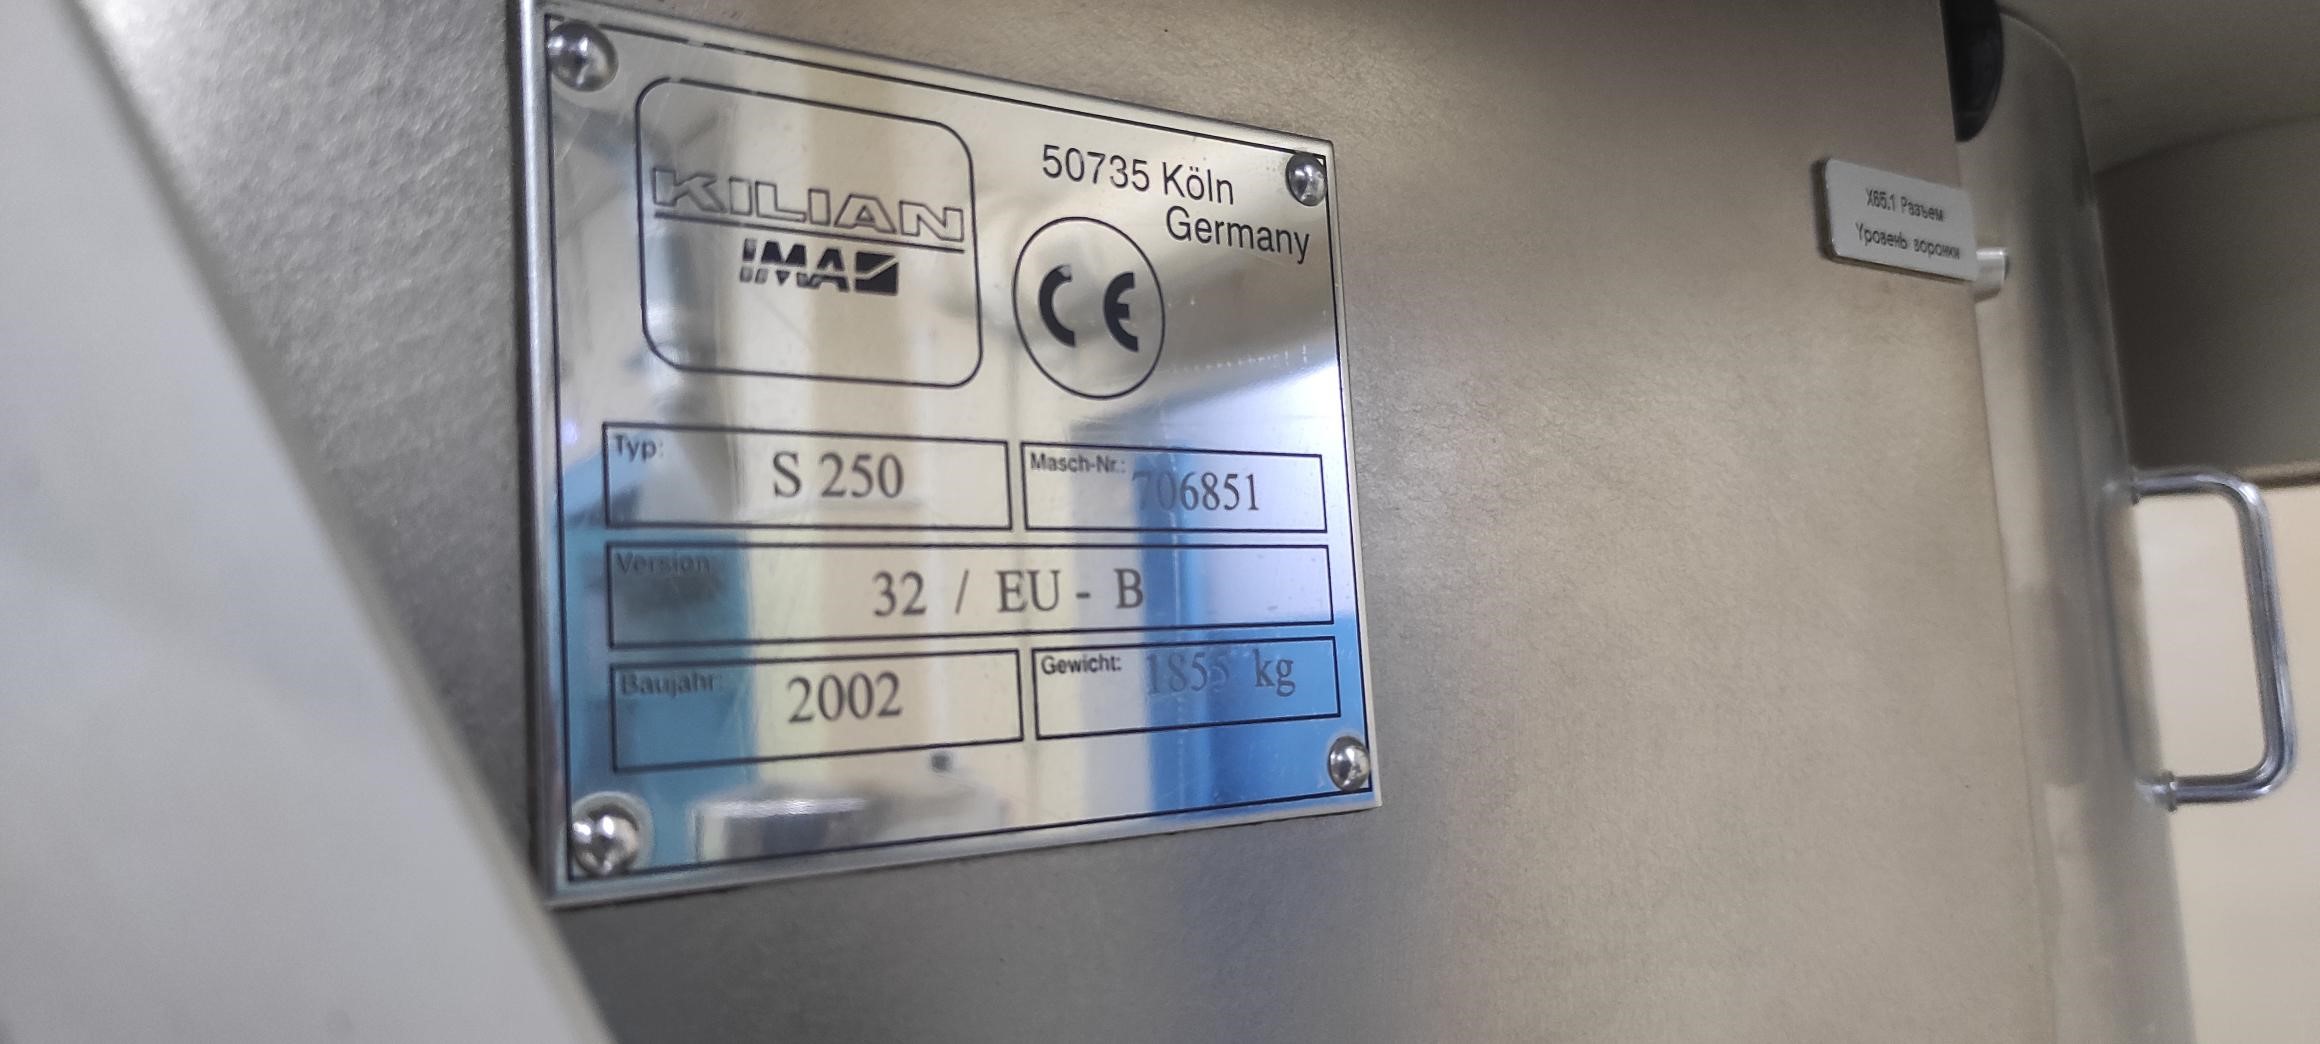 KILIAN
IMA
50735 Köln
Germany
CE
Typ: S 250
Masch-Nr.: 706851
Version: 32 / EU - B
Baujahr: 2002
Gewicht: 1855 kg
X65.1 Разъем
Уровень воронки